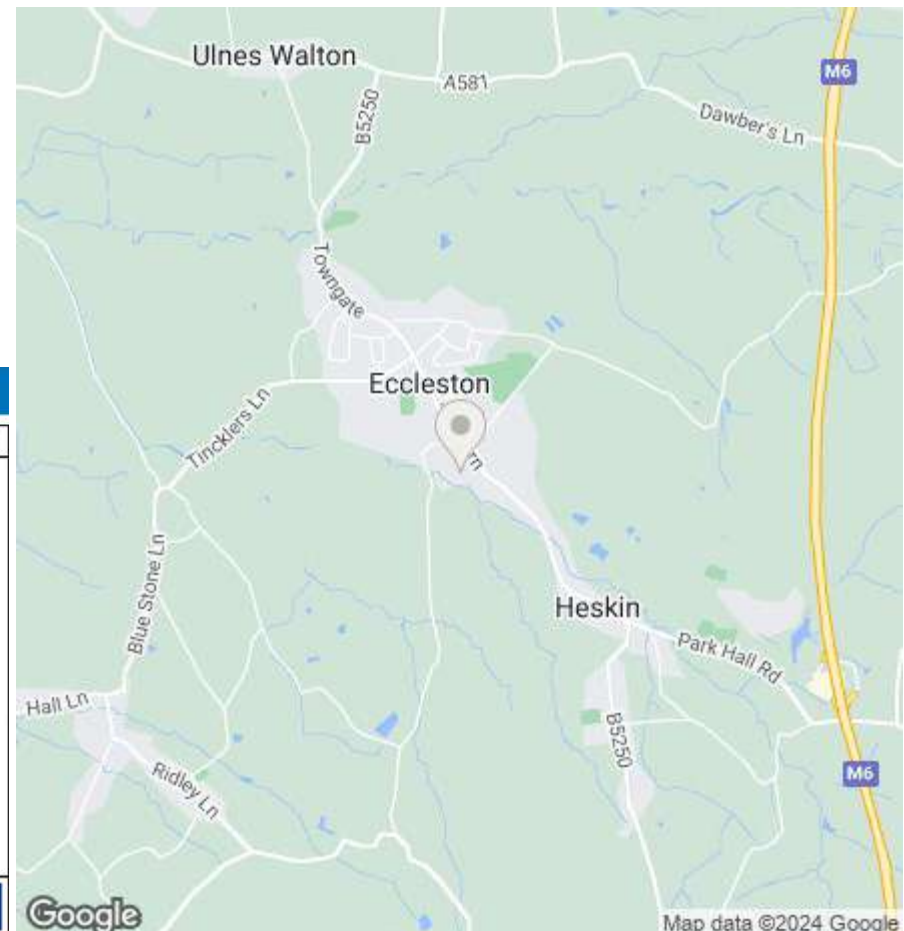 Ulnes Walton
A581
M6
B5250
Dawber's Ln
Towngate
Eccleston
Tincklers Ln
Blue Stone Ln
Heskin
Park Hall Rd
Hall Ln
B5250
Ridley Ln
M6
Google
Map data ©2024 Google